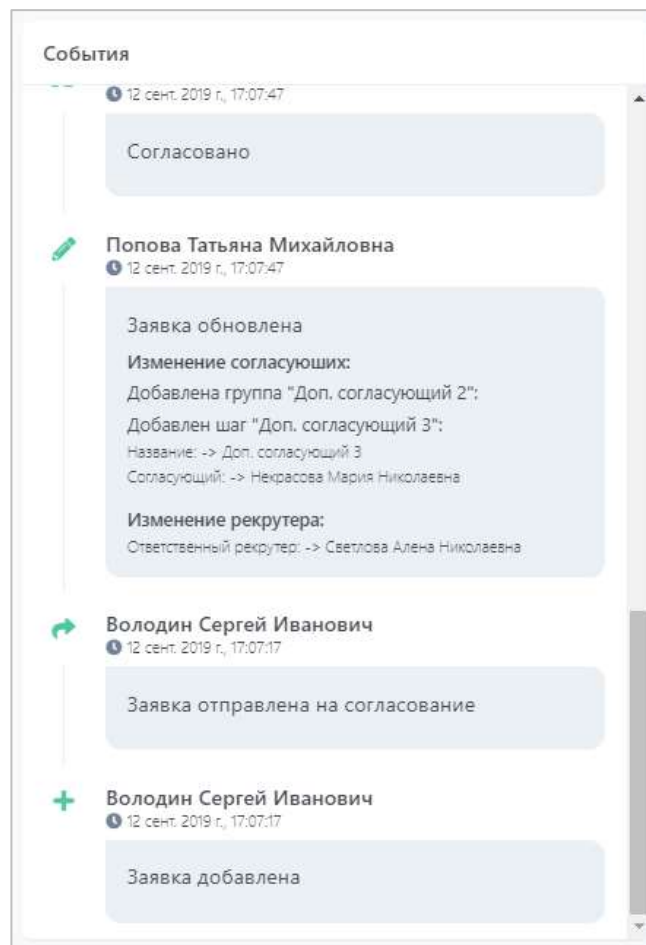 События
12 сент. 2019 г., 17:07:47
Согласовано
Попова Татьяна Михайловна
12 сент. 2019 г., 17:07:47
Заявка обновлена
Изменение согласуюших:
Добавлена группа "Доп. согласующий 2":
Добавлен шаг "Доп. согласующий 3":
Название: -> Доп. согласующий 3
Согласующий: -> Некрасова Мария Николаевна
Изменение рекрутера:
Ответственный рекрутер: -> Светлова Алена Николаевна
Володин Сергей Иванович
12 сент. 2019 г., 17:07:17
Заявка отправлена на согласование
Володин Сергей Иванович
12 сент. 2019 г., 17:07:17
Заявка добавлена